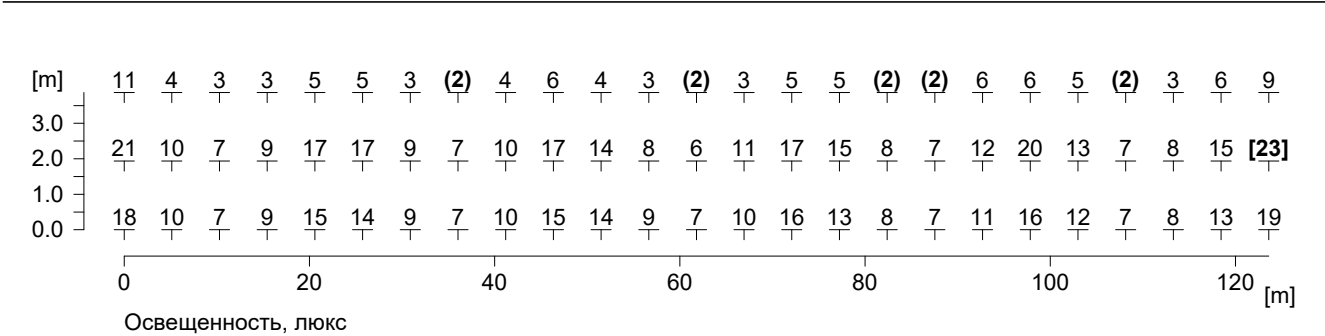 [m] 11 4 3 3 5 5 3 (2) 4 6 4 3 (2) 3 5 5 (2) (2) 6 6 5 (2) 3 6 9
3.0
2.0 21 10 7 9 17 17 9 7 10 17 14 8 6 11 17 15 8 7 12 20 13 7 8 15 [23]
1.0
0.0 18 10 7 9 15 14 9 7 10 15 14 9 7 10 16 13 8 7 11 16 12 7 8 13 19
0 20 40 60 80 100 120 [m]
Освещенность, люкс